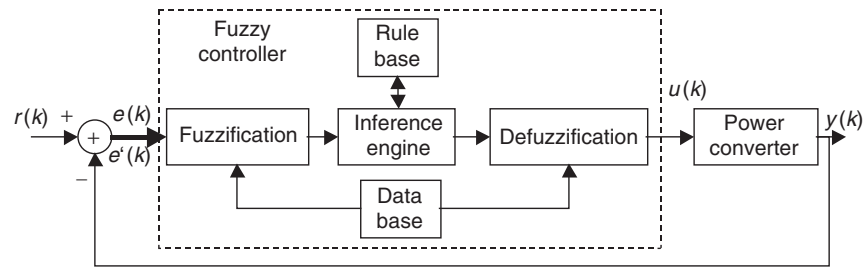 Fuzzy
controller
Rule
base
r(k)
+
e(k)
e‘(k)
+
−
Fuzzification
Inference
engine
Defuzzification
u(k)
Power
converter
y(k)
Data
base